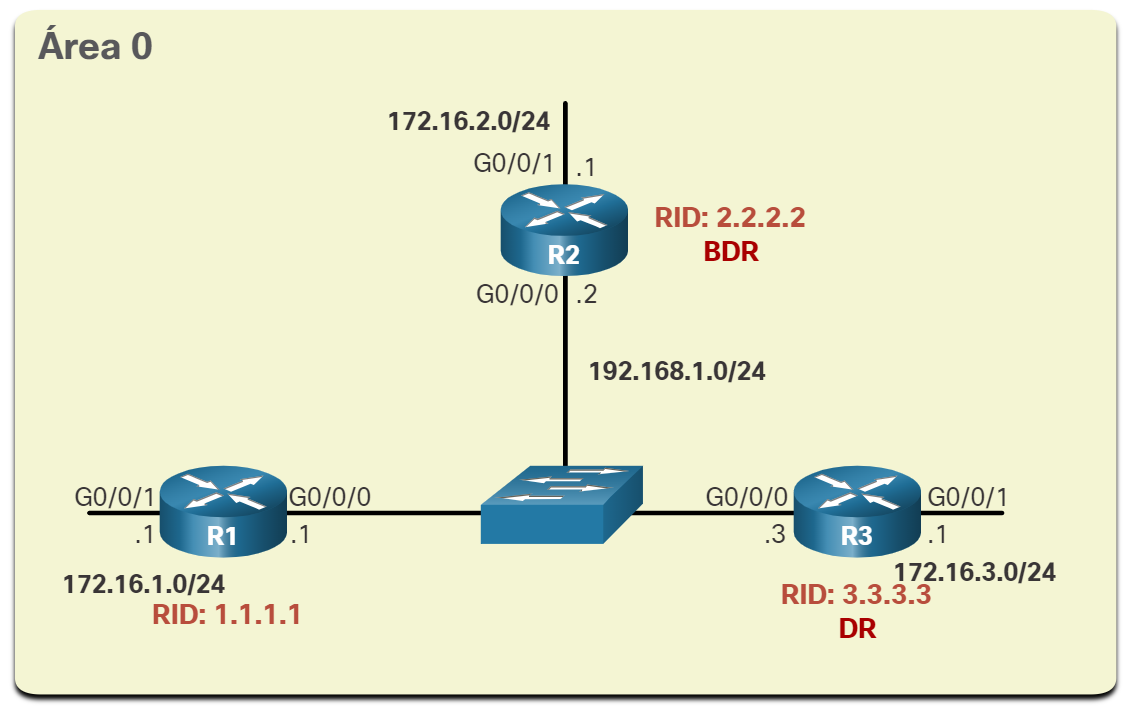 Área 0
172.16.2.0/24
G0/0/1 .1
R2
RID: 2.2.2.2
BDR
G0/0/0 .2
192.168.1.0/24
G0/0/1
R1
G0/0/0
.1
.1
172.16.1.0/24
RID: 1.1.1.1
G0/0/0
R3
G0/0/1
.3
.1
172.16.3.0/24
RID: 3.3.3.3
DR